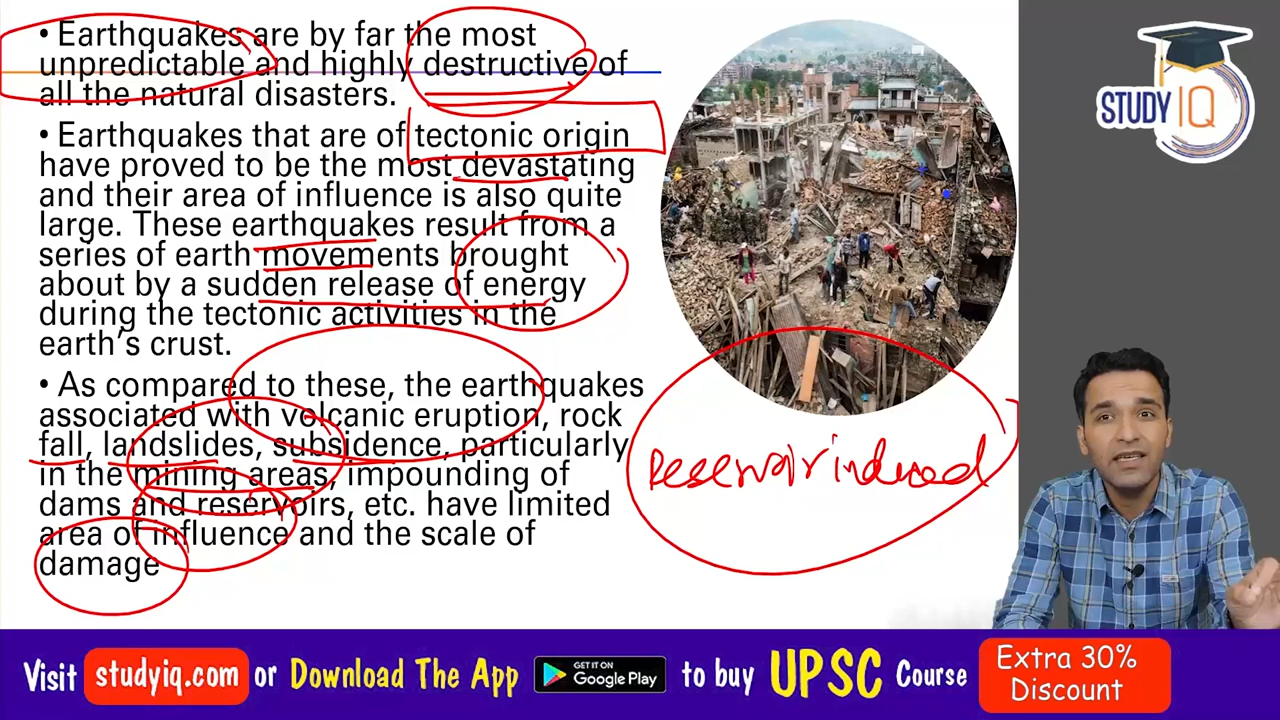 • Earthquakes are by far the most
unpredictable and highly destructive of
all the natural disasters.
• Earthquakes that are of tectonic origin
have proved to be the most devastating
and their area of influence is also quite
large. These earthquakes result from a
series of earth movements brought
about by a sudden release of energy
during the tectonic activities in the
earth's crust.
• As compared to these, the earthquakes
associated with volcanic eruption, rock
fall, landslides, subsidence, particularly
in the mining areas, impounding of
dams and reservoirs, etc. have limited
area of influence and the scale of
damage
Reservoir induced
STUDY IQ
Visit studyiq.com or Download The App GET IT ON Google Play to buy UPSC Course
Extra 30%
Discount